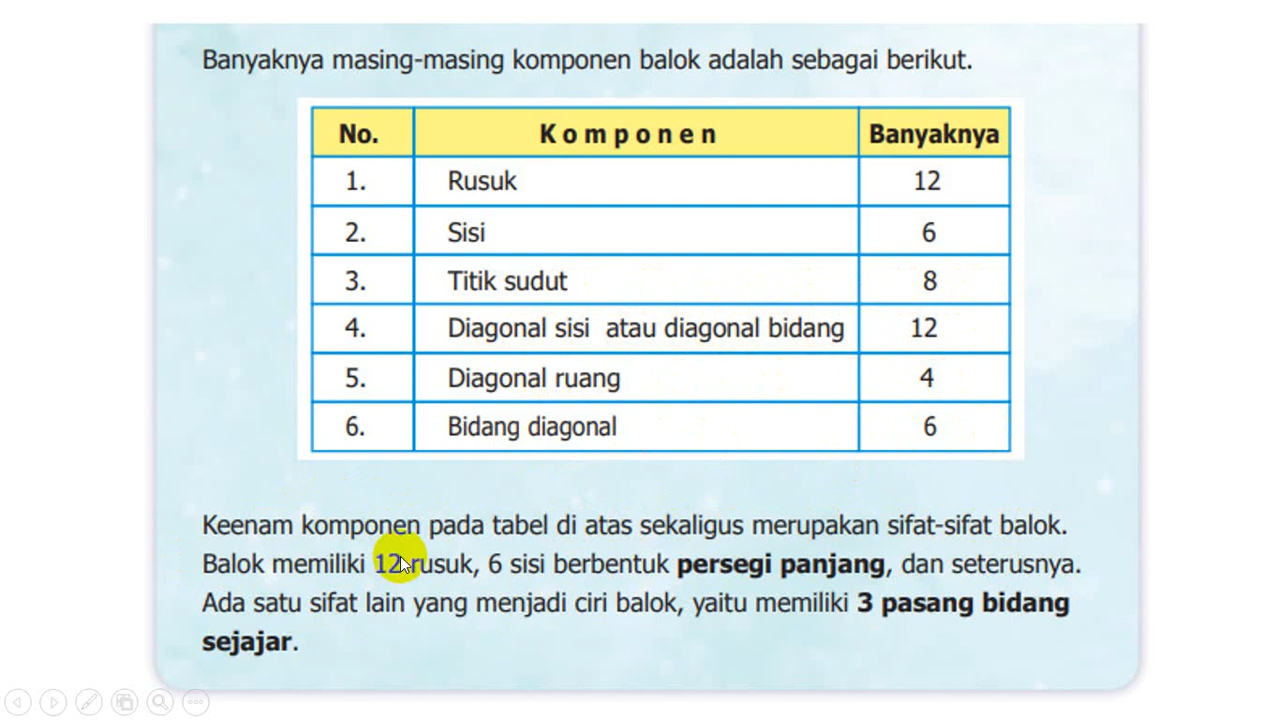 Banyaknya masing-masing komponen balok adalah sebagai berikut.
No. Komponen Banyaknya
1. Rusuk 12
2. Sisi 6
3. Titik sudut 8
4. Diagonal sisi atau diagonal bidang 12
5. Diagonal ruang 4
6. Bidang diagonal 6
Keenam komponen pada tabel di atas sekaligus merupakan sifat-sifat balok.
Balok memiliki 12 rusuk, 6 sisi berbentuk persegi panjang, dan seterusnya.
Ada satu sifat lain yang menjadi ciri balok, yaitu memiliki 3 pasang bidang
sejajar.